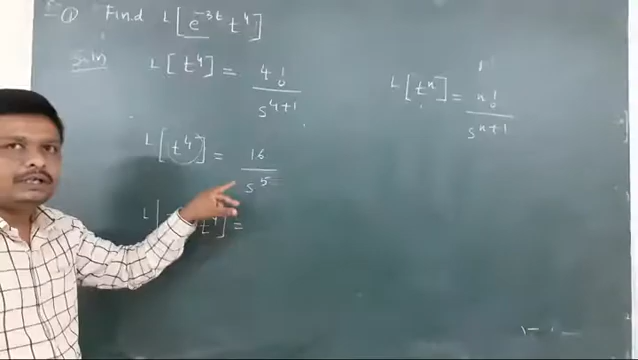 ① Find L[e^{-3t} t^4]
Soln L[t^4] = 4! / s^{4+1}
L[t^n] = n! / s^{n+1}
L[t^4] = 16 / s^5
L[ t^4] =